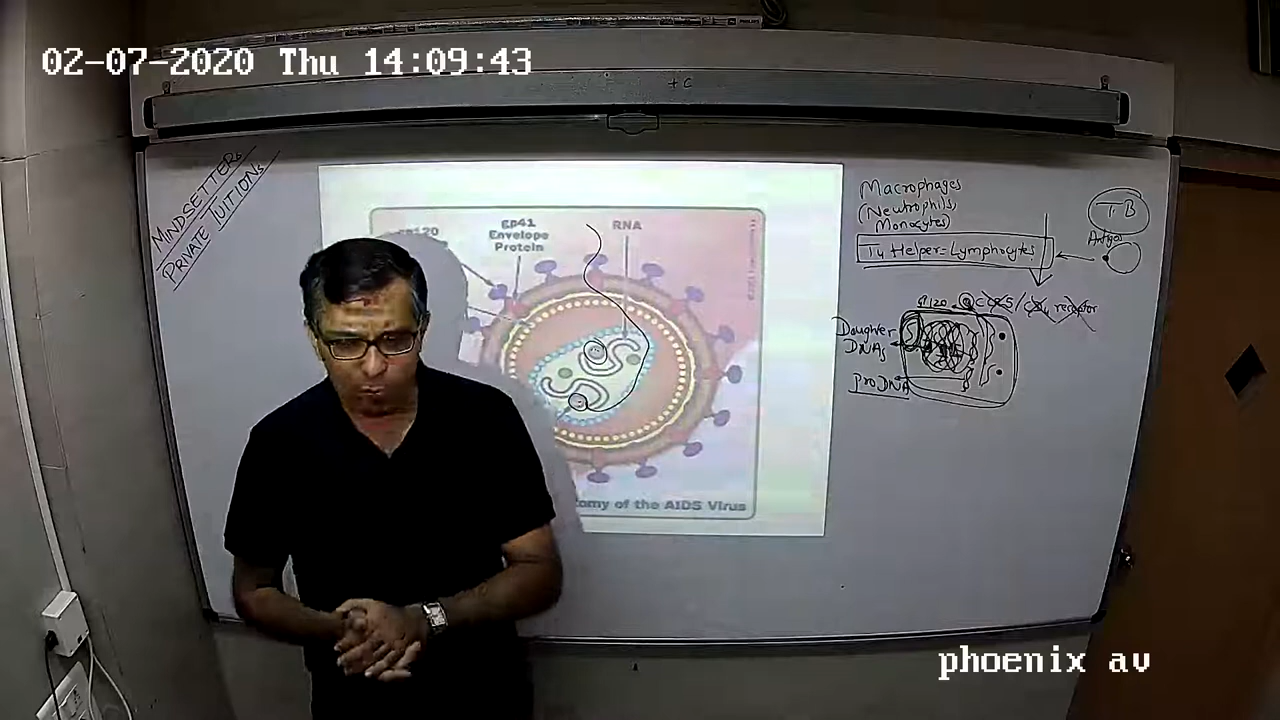 02-07-2020 Thu 14:09:43
+C
MINDSETTERS
PRIVATE TUITIONs
gp41
Envelope
Protein
RNA
gp120
of the AIDS Virus
Macrophages
(Neutrophils,
Monocytes)
T4 Helper=Lymphocytes
TB
Antigen
receptor
Daughter
DNAs
ProDNA
phoenix av